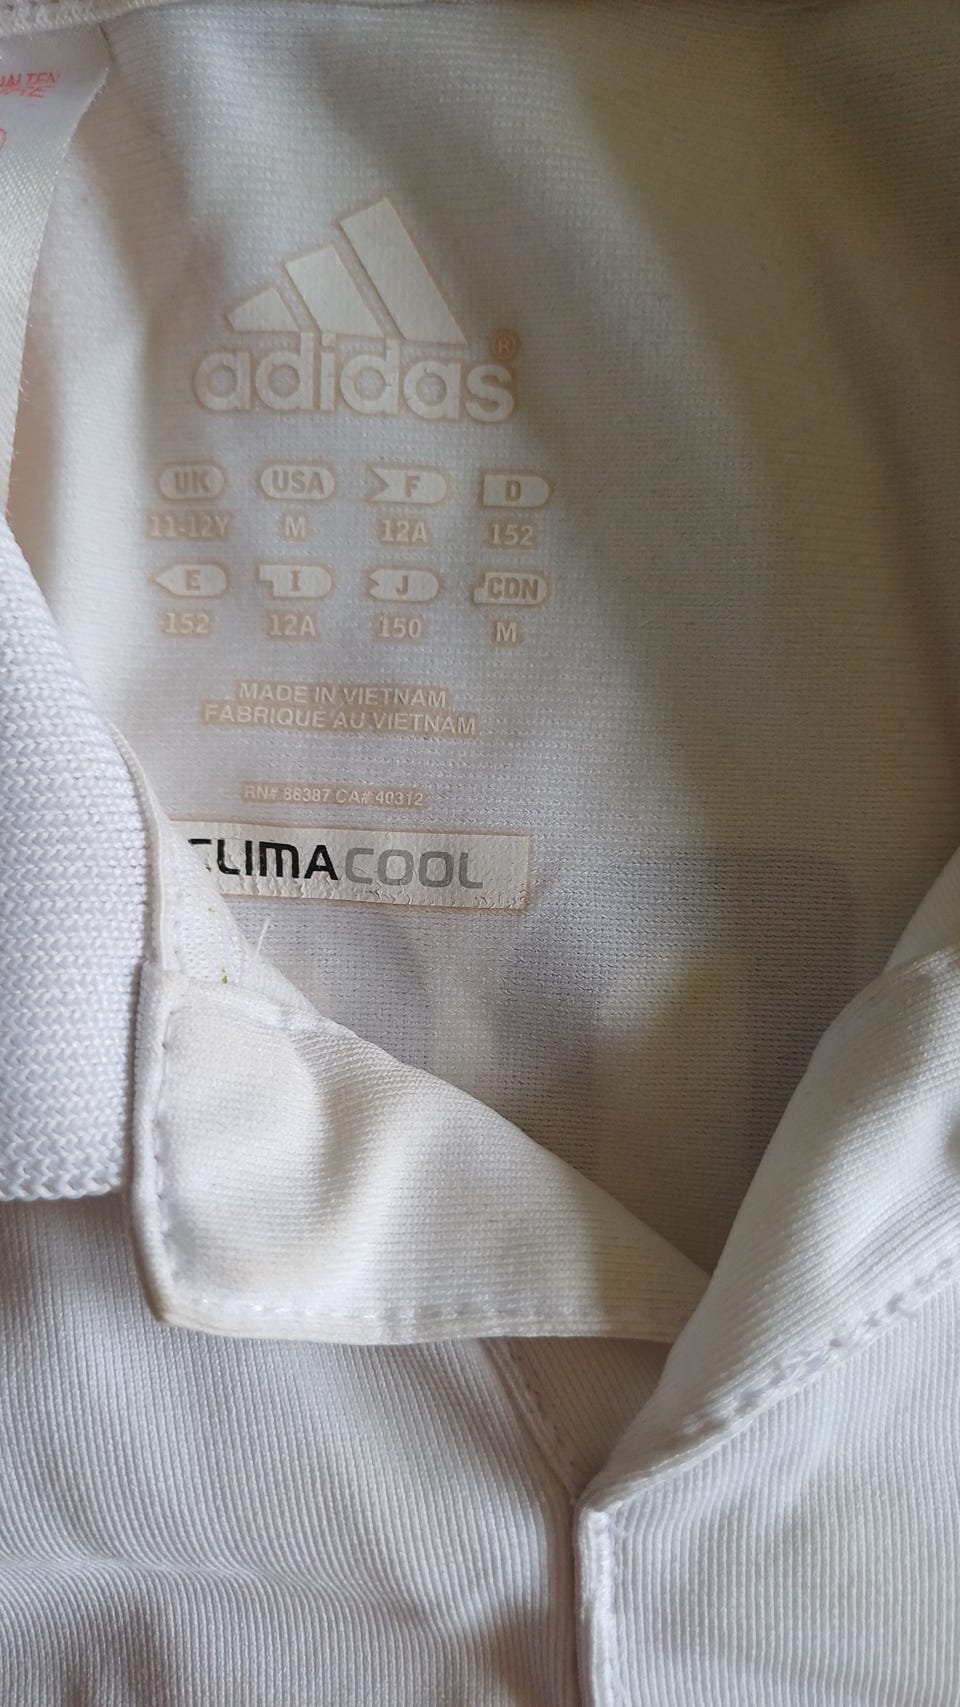 HALTEN
adidas®
UK USA F D
11-12Y M 12A 152
E I J CDN
152 12A 150 M
MADE IN VIETNAM
FABRIQUÉ AU VIETNAM
RN# 88387 CA# 40312
CLIMACOOL